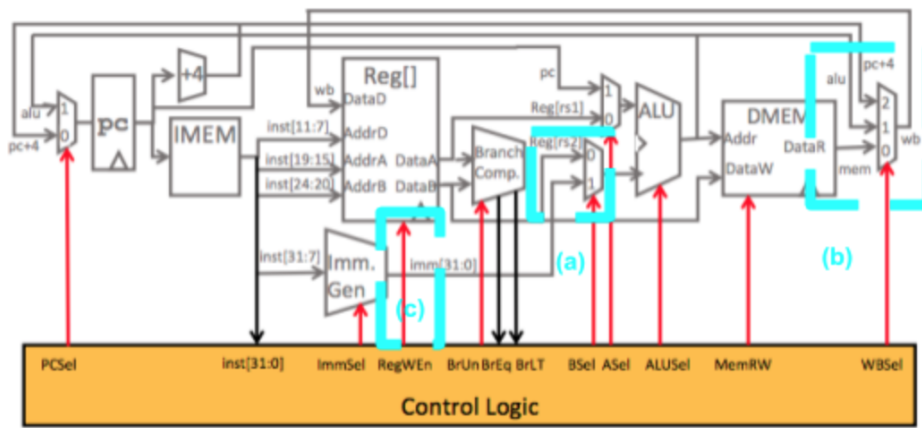 pc+4
Reg[]
pc
alu
+4
wb
DataD
alu
1
0
pc+4
pc
IMEM
inst[11:7]
AddrD
inst[19:15]
AddrA
DataA
inst[24:20]
AddrB
DataB
Reg[rs1]
1
0
ALU
DMEM
2
1
0
wb
Branch
Comp.
Reg[rs2]
0
1
Addr
DataR
DataW
mem
inst[31:7]
Imm.
Gen
imm[31:0]
(a)
(b)
(c)
PCSel
inst[31:0]
ImmSel
RegWEn
BrUn
BrEq
BrLT
BSel
ASel
ALUSel
MemRW
WBSel
Control Logic